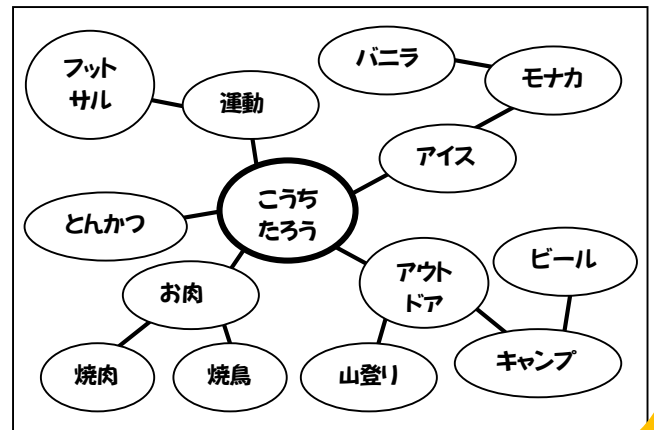 フット
サル
運動
バニラ
モナカ
アイス
こうち
たろう
とんかつ
お肉
アウト
ドア
ビール
焼肉
焼鳥
山登り
キャンプ